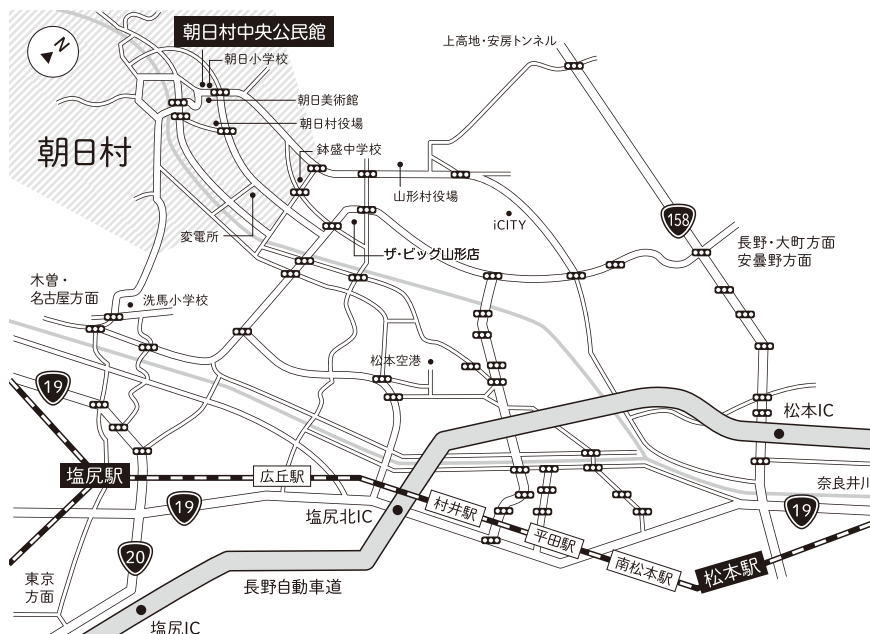 朝日村中央公民館
上高地・安房トンネル
N
朝日小学校
朝日美術館
朝日村役場
朝日村
鉢盛中学校
山形村役場
iCITY
158
変電所
ザ・ビッグ山形店
長野・大町方面
安曇野方面
木曽・
名古屋方面
洗馬小学校
松本空港
19
松本IC
塩尻駅
広丘駅
奈良井川
19
塩尻北IC
村井駅
19
平田駅
20
南松本駅
松本駅
東京
方面
長野自動車道
塩尻IC